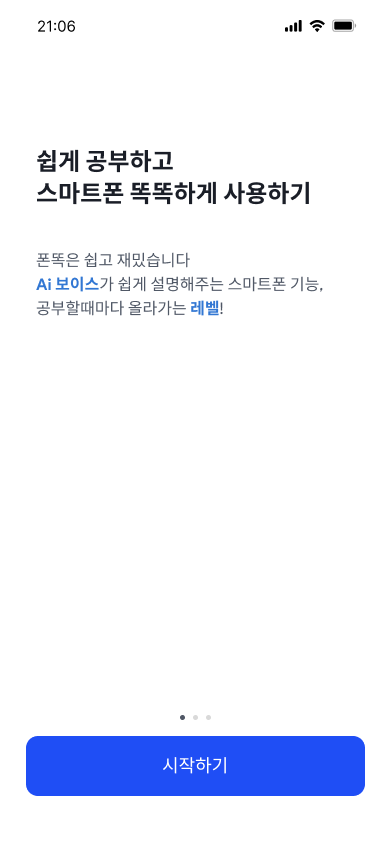 21:06
쉽게 공부하고
스마트폰 똑똑하게 사용하기
폰똑은 쉽고 재밌습니다
Ai 보이스가 쉽게 설명해주는 스마트폰 기능,
공부할때마다 올라가는 레벨!
시작하기